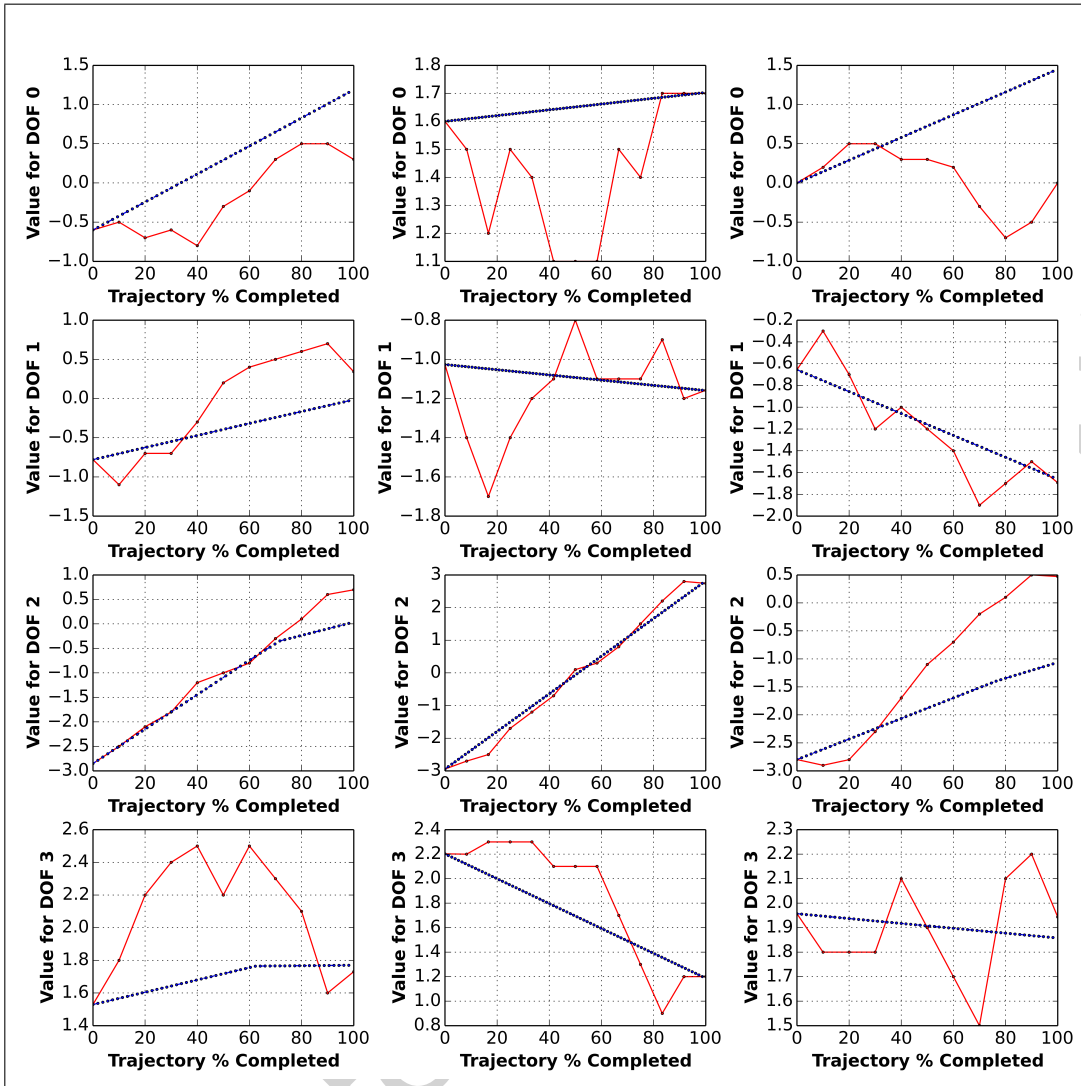 1.5
1.0
0.5
0.0
−0.5
−1.0
0 20 40 60 80 100
Value for DOF 0
Trajectory % Completed
1.8
1.7
1.6
1.5
1.4
1.3
1.2
1.1
0 20 40 60 80 100
Value for DOF 0
Trajectory % Completed
1.5
1.0
0.5
0.0
−0.5
−1.0
0 20 40 60 80 100
Value for DOF 0
Trajectory % Completed
1.0
0.5
0.0
−0.5
−1.0
−1.5
0 20 40 60 80 100
Value for DOF 1
Trajectory % Completed
−0.8
−1.0
−1.2
−1.4
−1.6
−1.8
0 20 40 60 80 100
Value for DOF 1
Trajectory % Completed
−0.2
−0.4
−0.6
−0.8
−1.0
−1.2
−1.4
−1.6
−1.8
−2.0
0 20 40 60 80 100
Value for DOF 1
Trajectory % Completed
1.0
0.5
0.0
−0.5
−1.0
−1.5
−2.0
−2.5
−3.0
0 20 40 60 80 100
Value for DOF 2
Trajectory % Completed
3
2
1
0
−1
−2
−3
0 20 40 60 80 100
Value for DOF 2
Trajectory % Completed
0.5
0.0
−0.5
−1.0
−1.5
−2.0
−2.5
−3.0
0 20 40 60 80 100
Value for DOF 2
Trajectory % Completed
2.6
2.4
2.2
2.0
1.8
1.6
1.4
0 20 40 60 80 100
Value for DOF 3
Trajectory % Completed
2.4
2.2
2.0
1.8
1.6
1.4
1.2
1.0
0.8
0 20 40 60 80 100
Value for DOF 3
Trajectory % Completed
2.3
2.2
2.1
2.0
1.9
1.8
1.7
1.6
1.5
0 20 40 60 80 100
Value for DOF 3
Trajectory % Completed